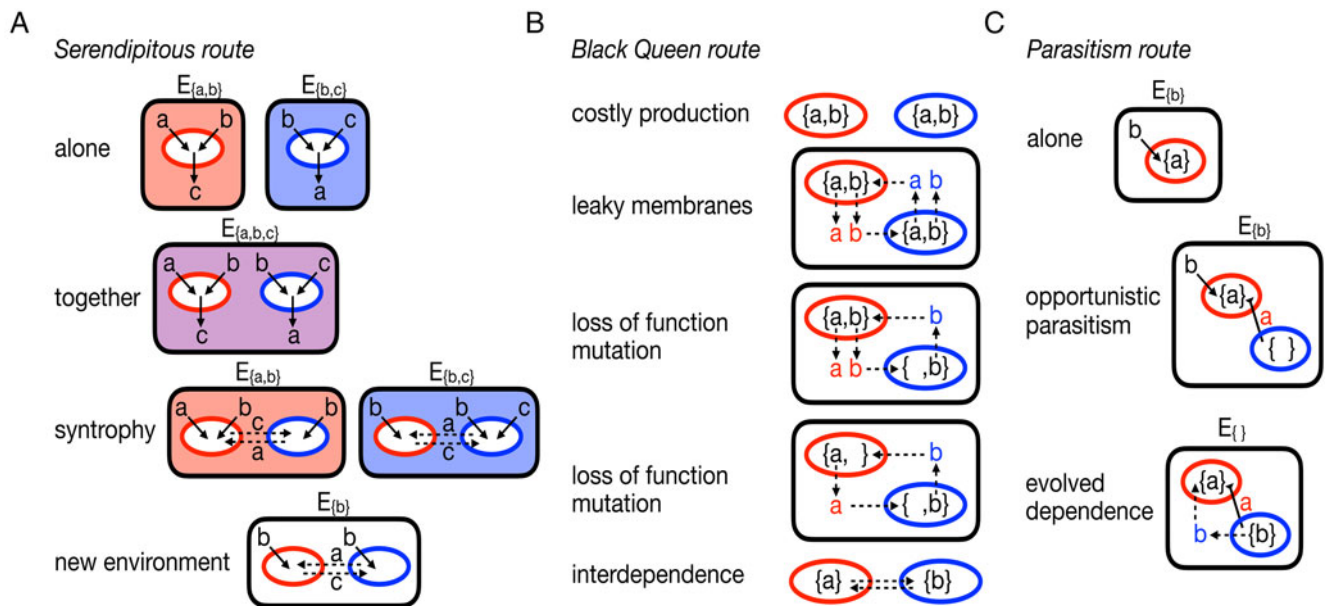 A
Serendipitous route
E{a,b}
E{b,c}
alone
a b
c
b c
a
E{a,b,c}
together
a b
c
b c
a
E{a,b}
E{b,c}
syntrophy
a b c a b
b a c b c
E{b}
new environment
b a c b
B
Black Queen route
costly production
{a,b}
{a,b}
leaky membranes
{a,b}
a b
a b
{a,b}
loss of function
mutation
{a,b}
b
a b
{ ,b}
loss of function
mutation
{a, }
b
a
{ ,b}
interdependence
{a}
{b}
C
Parasitism route
E{b}
alone
b
{a}
E{b}
opportunistic
parasitism
b
{a}
a
{ }
E{ }
evolved
dependence
{a}
a
b
{b}